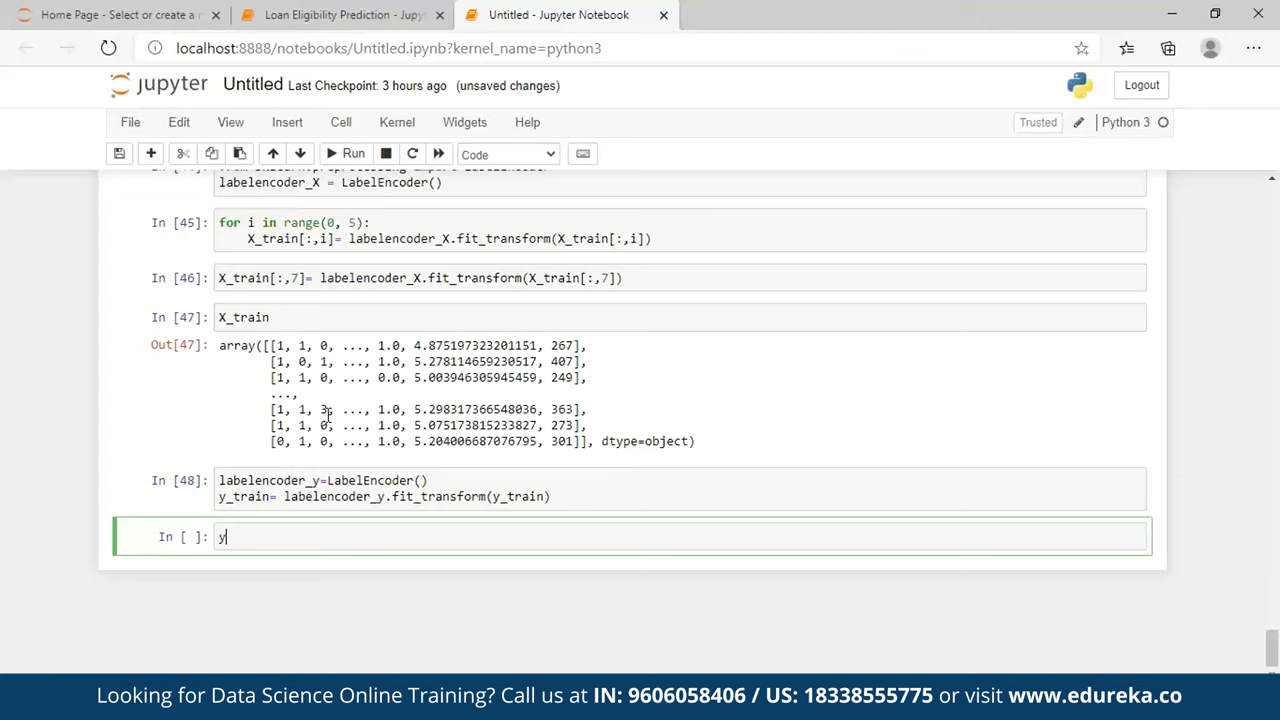 Home Page - Select or create a n
Loan Eligibility Prediction - Jupyt
Untitled - Jupyter Notebook
localhost:8888/notebooks/Untitled.ipynb?kernel_name=python3
jupyter Untitled Last Checkpoint: 3 hours ago (unsaved changes)
Logout
File Edit View Insert Cell Kernel Widgets Help
Trusted
Python 3
Run
Code
labelencoder_X = LabelEncoder()
In [45]: for i in range(0, 5):
X_train[:,i]= labelencoder_X.fit_transform(X_train[:,i])
In [46]: X_train[:,7]= labelencoder_X.fit_transform(X_train[:,7])
In [47]: X_train
Out[47]: array([[1, 1, 0, ..., 1.0, 4.875197323201151, 267],
[1, 0, 1, ..., 1.0, 5.278114659230517, 407],
[1, 1, 0, ..., 0.0, 5.003946305945459, 249],
...,
[1, 1, 3, ..., 1.0, 5.298317366548036, 363],
[1, 1, 0, ..., 1.0, 5.075173815233827, 273],
[0, 1, 0, ..., 1.0, 5.204006687076795, 301]], dtype=object)
In [48]: labelencoder_y=LabelEncoder()
y_train= labelencoder_y.fit_transform(y_train)
In [ ]: y
Looking for Data Science Online Training? Call us at IN: 9606058406 / US: 18338555775 or visit www.edureka.co